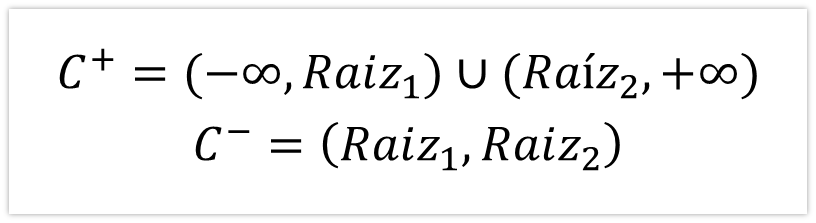 C⁺ = (−∞, Raiz₁) ∪ (Raíz₂, +∞)
C⁻ = (Raiz₁, Raiz₂)